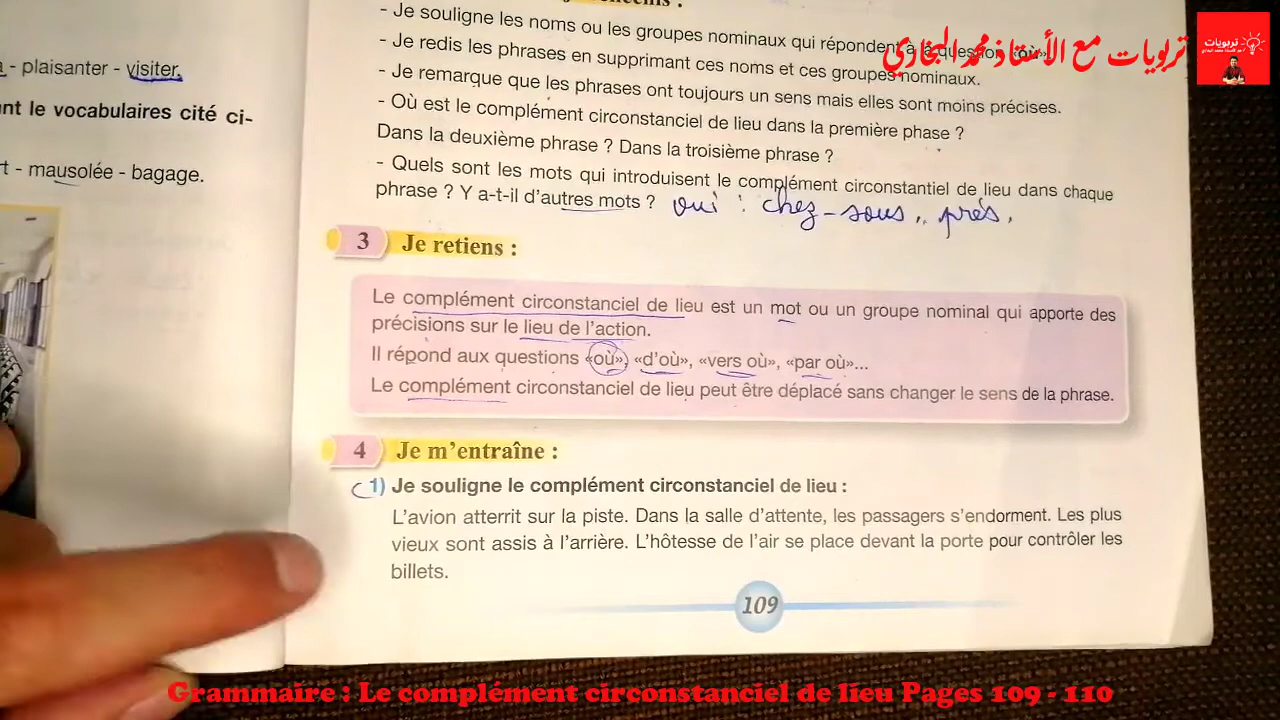 - plaisanter - visiter.
nt le vocabulaires cité ci-
t - mausolée - bagage.
- Je souligne les noms ou les groupes nominaux qui répondent à la question «où».
- Je redis les phrases en supprimant ces noms et ces groupes nominaux.
- Je remarque que les phrases ont toujours un sens mais elles sont moins précises.
- Où est le complément circonstanciel de lieu dans la première phase ?
Dans la deuxième phrase ? Dans la troisième phrase ?
- Quels sont les mots qui introduisent le complément circonstantiel de lieu dans chaque
phrase ? Y a-t-il d'autres mots ? oui : chez - sous .. près.
3 Je retiens :
Le complément circonstanciel de lieu est un mot ou un groupe nominal qui apporte des
précisions sur le lieu de l'action.
Il répond aux questions «où», «d'où», «vers où», «par où»...
Le complément circonstanciel de lieu peut être déplacé sans changer le sens de la phrase.
4 Je m'entraîne :
1) Je souligne le complément circonstanciel de lieu :
L'avion atterrit sur la piste. Dans la salle d'attente, les passagers s'endorment. Les plus
vieux sont assis à l'arrière. L'hôtesse de l'air se place devant la porte pour contrôler les
billets.
109
تربويات مع الأستاذ محمد البخاري
تربويات
Grammaire : Le complément circonstanciel de lieu Pages 109 - 110